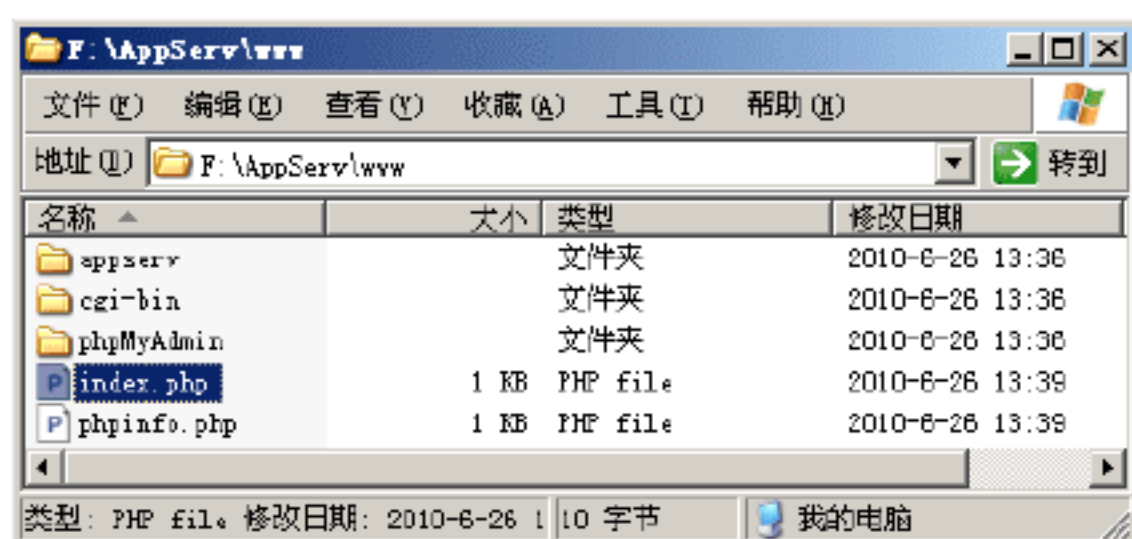 F:\AppServ\www
文件(F) 编辑(E) 查看(V) 收藏(A) 工具(T) 帮助(H)
地址(D) F:\AppServ\www 转到
名称 大小 类型 修改日期
appserv 文件夹 2010-6-26 13:36
cgi-bin 文件夹 2010-6-26 13:36
phpMyAdmin 文件夹 2010-6-26 13:36
index.php 1 KB PHP file 2010-6-26 13:39
phpinfo.php 1 KB PHP file 2010-6-26 13:39
类型: PHP file 修改日期: 2010-6-26 1 10 字节 我的电脑